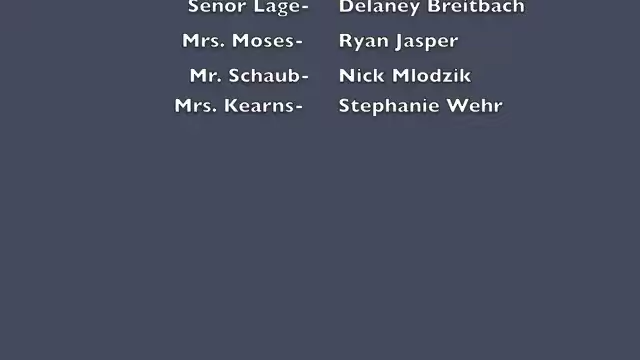 Senor Lage- Delaney Breitbach
Mrs. Moses- Ryan Jasper
Mr. Schaub- Nick Mlodzik
Mrs. Kearns- Stephanie Wehr